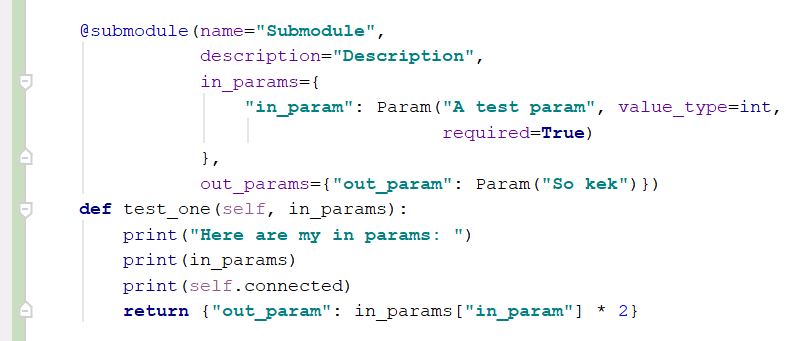 @submodule(name="Submodule",
description="Description",
in_params={
"in_param": Param("A test param", value_type=int,
required=True)
},
out_params={"out_param": Param("So kek")})
def test_one(self, in_params):
print("Here are my in params: ")
print(in_params)
print(self.connected)
return {"out_param": in_params["in_param"] * 2}